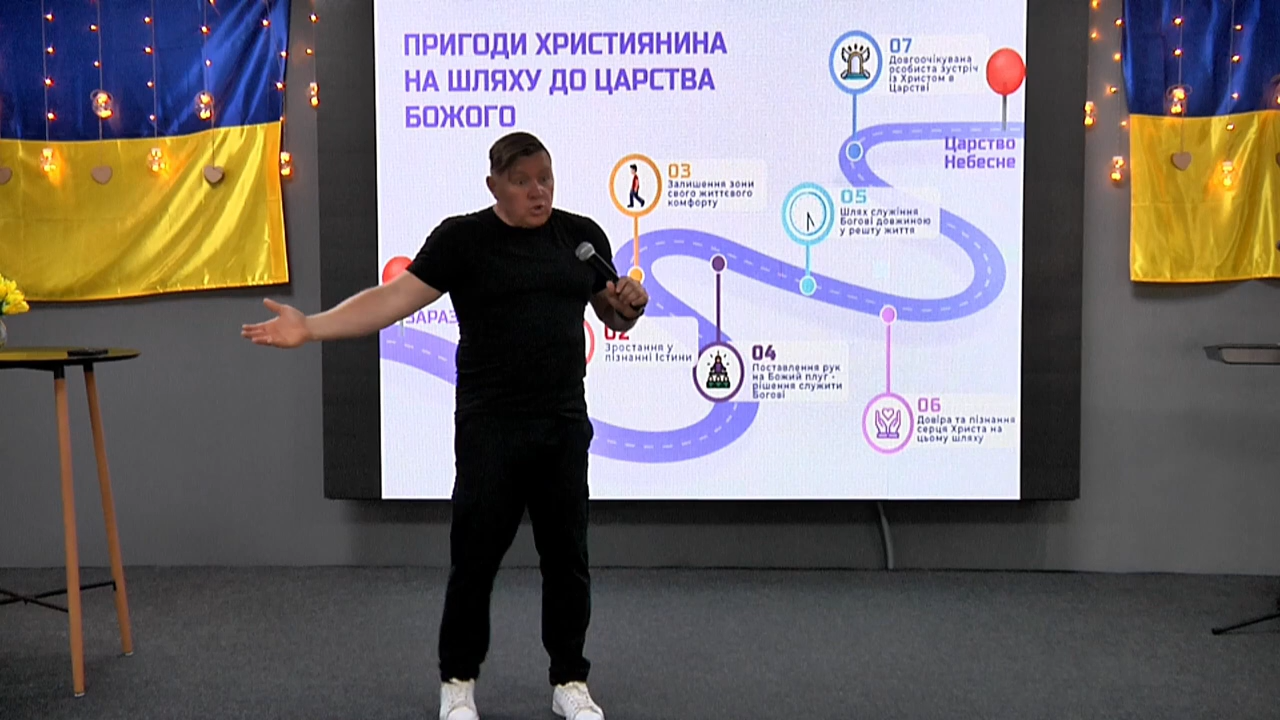 ПРИГОДИ ХРИСТИЯНИНА
НА ШЛЯХУ ДО ЦАРСТВА
БОЖОГО
07
Довгоочікувана
особиста зустріч
із Христом в
Царстві
Царство
Небесне
03
Залишення зони
свого життєвого
комфорту
05
Шлях служіння
Богові довжиною
у решту життя
ЗАРАЗ
02
Зростання у
пізнанні Істини
04
Поставлення рук
на Божий плуг -
рішення служити
Богові
06
Довіра та пізнання
серця Христа на
цьому шляху